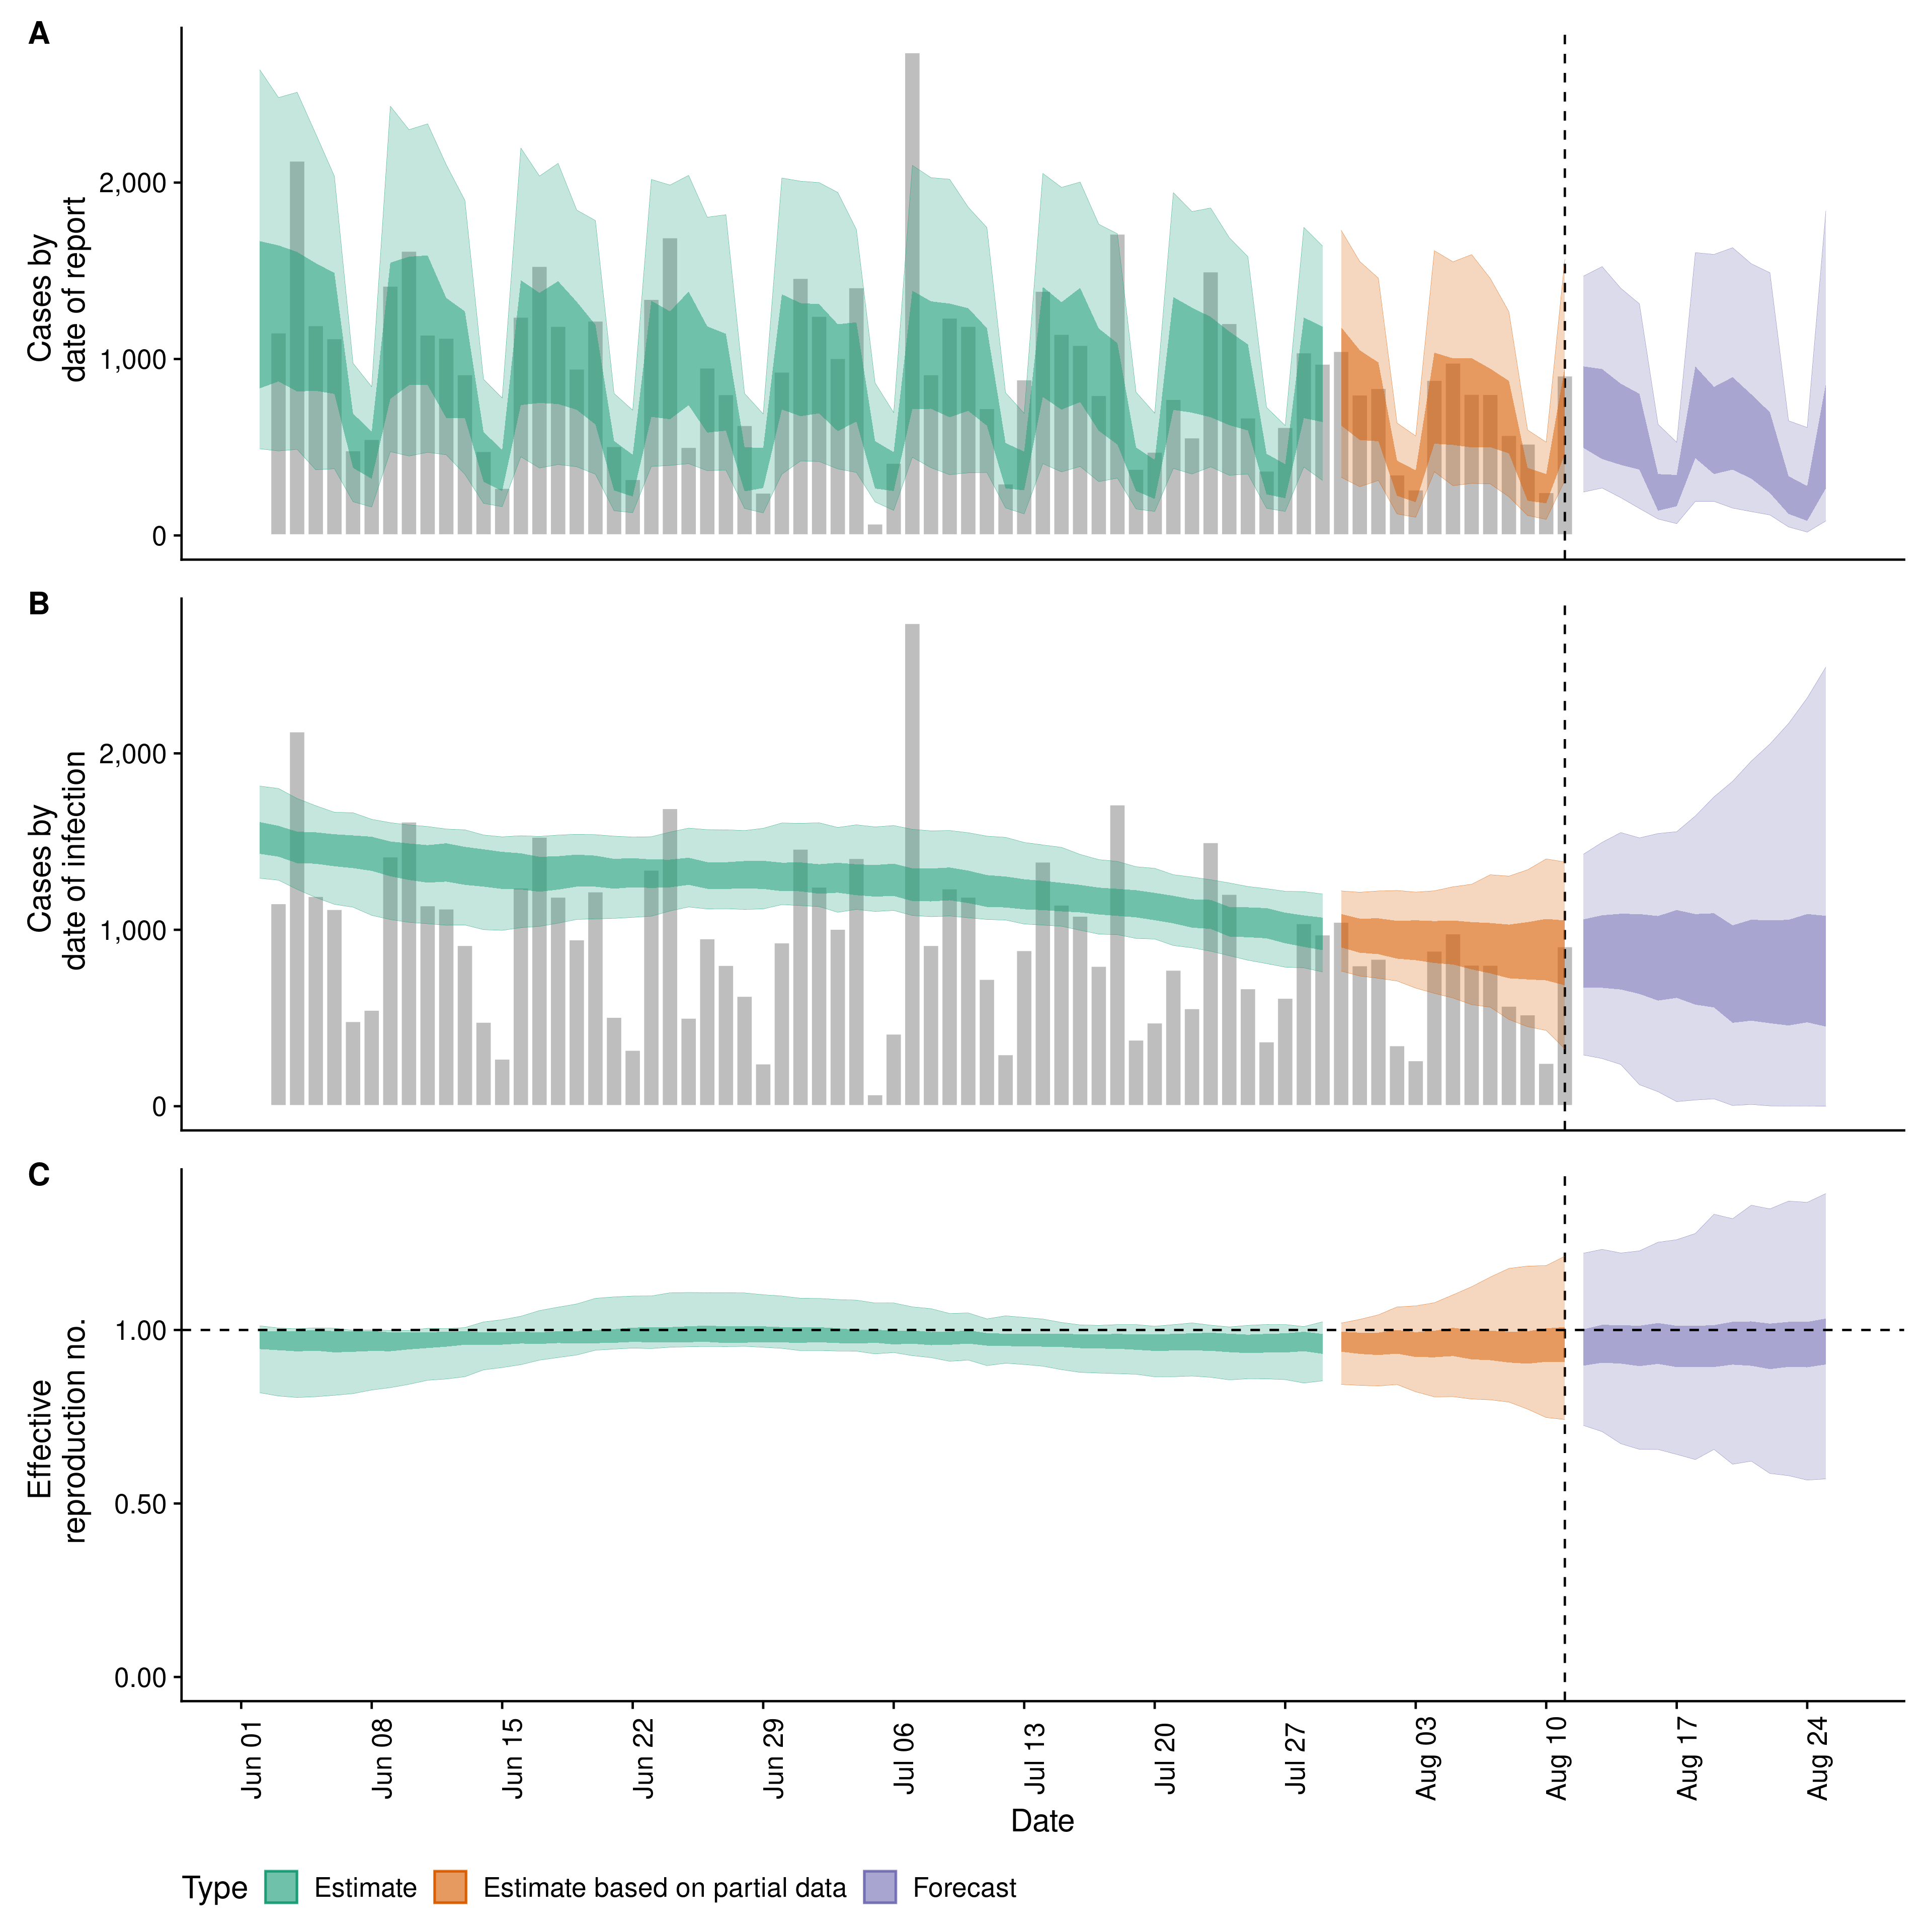 A
Cases by
date of report
2,000
1,000
0
B
Cases by
date of infection
2,000
1,000
0
C
Effective
reproduction no.
1.00
0.50
0.00
Jun 01
Jun 08
Jun 15
Jun 22
Jun 29
Jul 06
Jul 13
Jul 20
Jul 27
Aug 03
Aug 10
Aug 17
Aug 24
Date
Type Estimate Estimate based on partial data Forecast